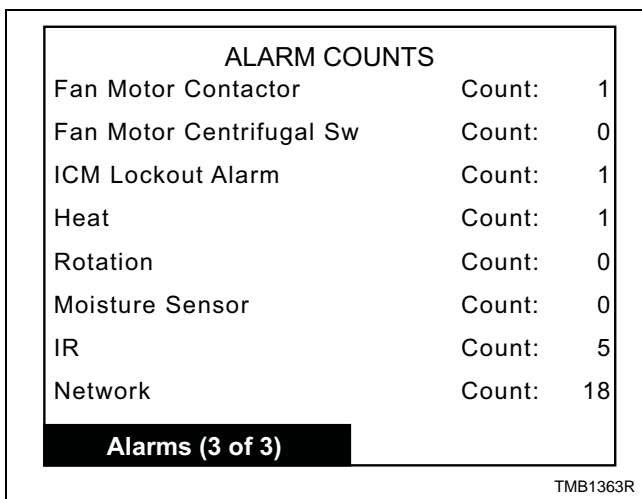 ALARM COUNTS
Fan Motor Contactor Count: 1
Fan Motor Centrifugal Sw Count: 0
ICM Lockout Alarm Count: 1
Heat Count: 1
Rotation Count: 0
Moisture Sensor Count: 0
IR Count: 5
Network Count: 18
Alarms (3 of 3)
TMB1363R